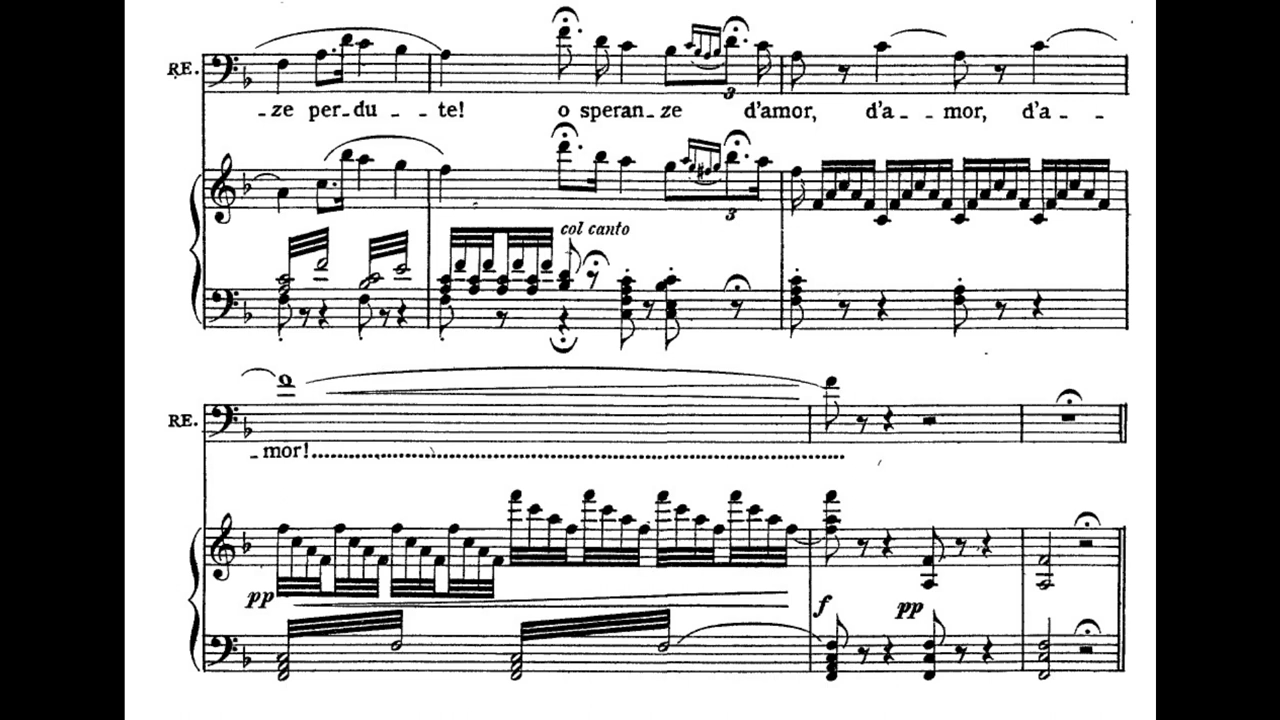 RE.
- ze per-du - - te! o speran-ze d'amor, d'a - - mor, d'a - -
3
col canto
3
RE.
- mor!
pp
f pp